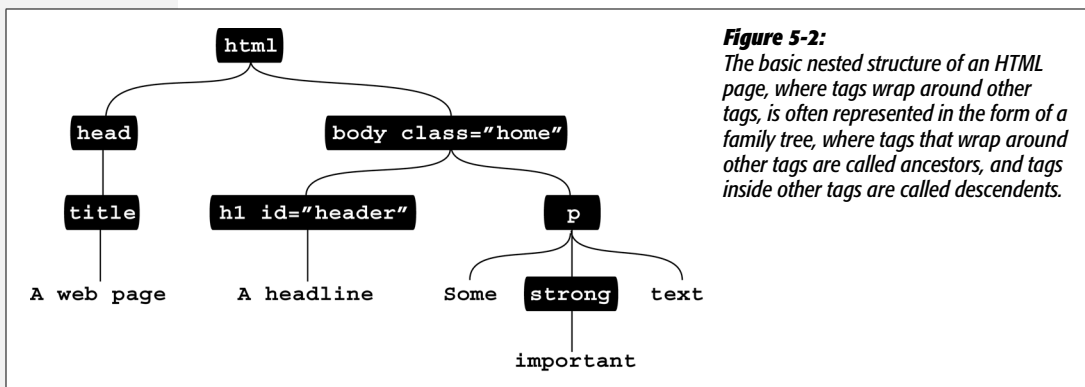 html
head
body class="home"
title
h1 id="header"
p
A web page
A headline
Some
strong
text
important
Figure 5-2:
The basic nested structure of an HTML
page, where tags wrap around other
tags, is often represented in the form of a
family tree, where tags that wrap around
other tags are called ancestors, and tags
inside other tags are called descendents.